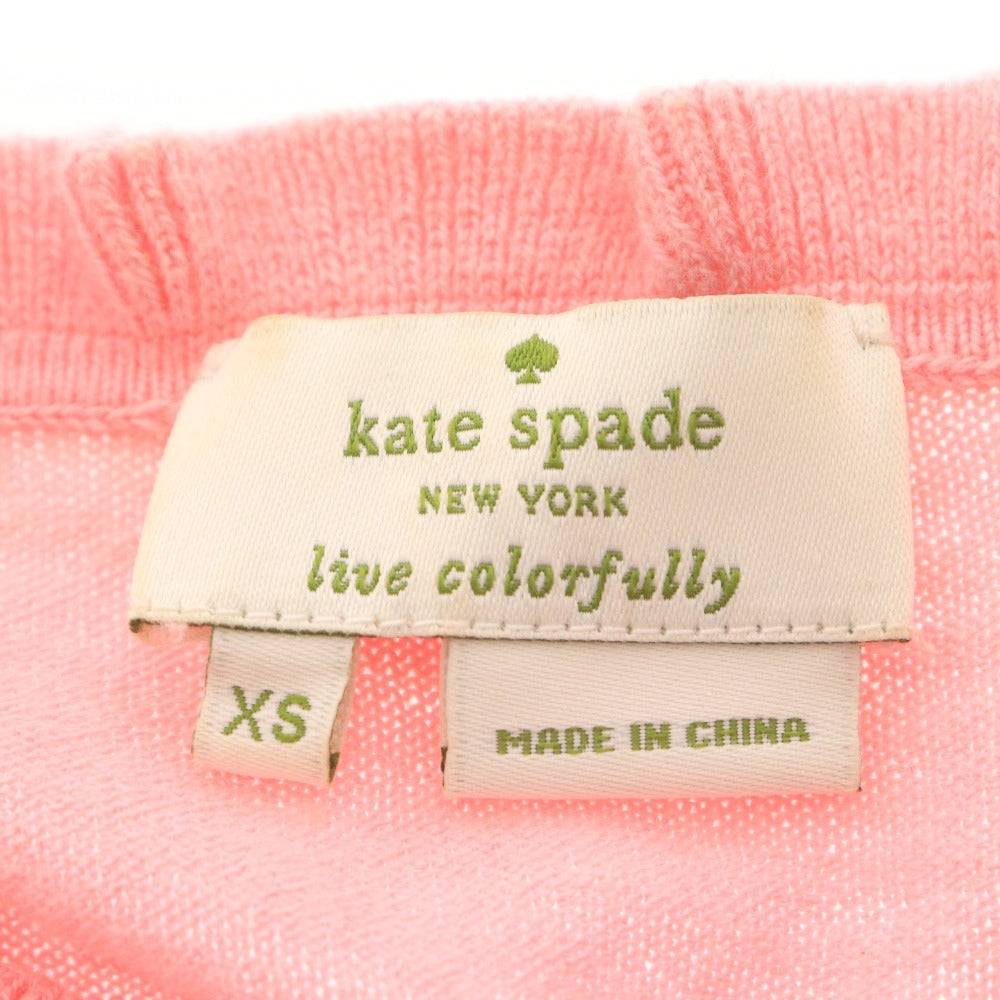 kate spade
NEW YORK
live colorfully
XS
MADE IN CHINA